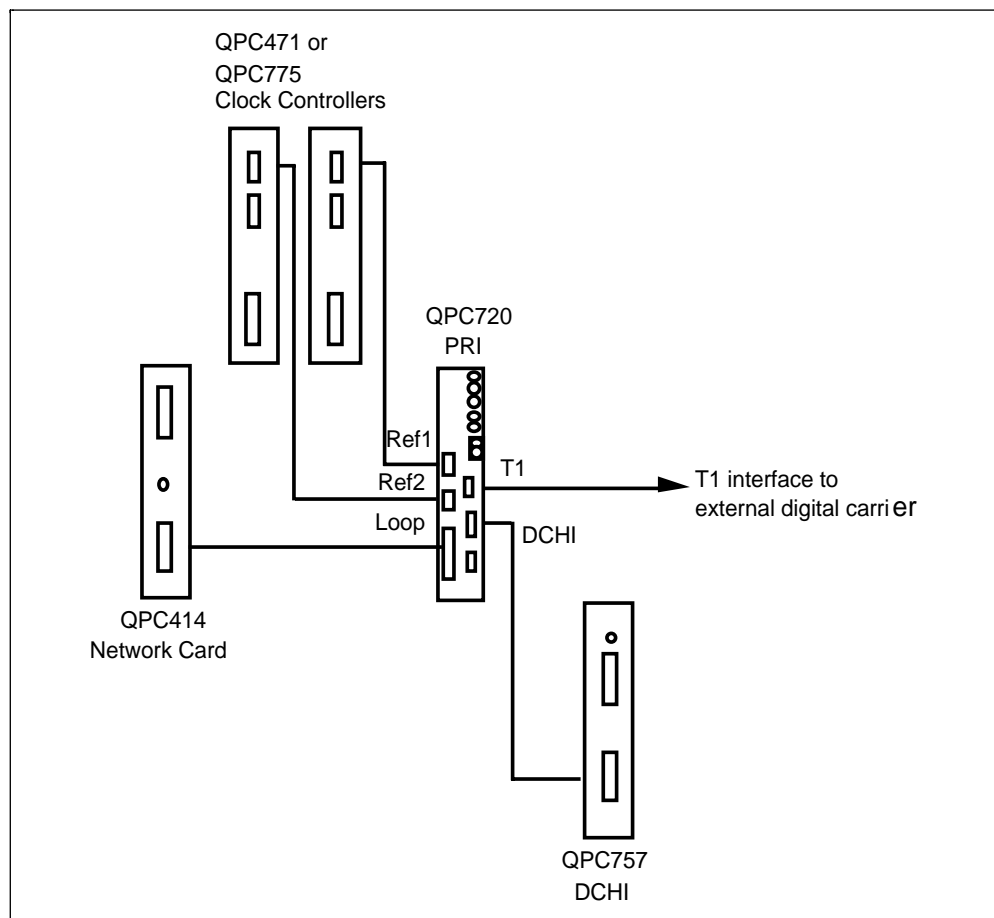 QPC471 or
QPC775
Clock Controllers
QPC720
PRI
Ref1
T1
Ref2
T1 interface to
external digital carrier
Loop
DCHI
QPC414
Network Card
QPC757
DCHI